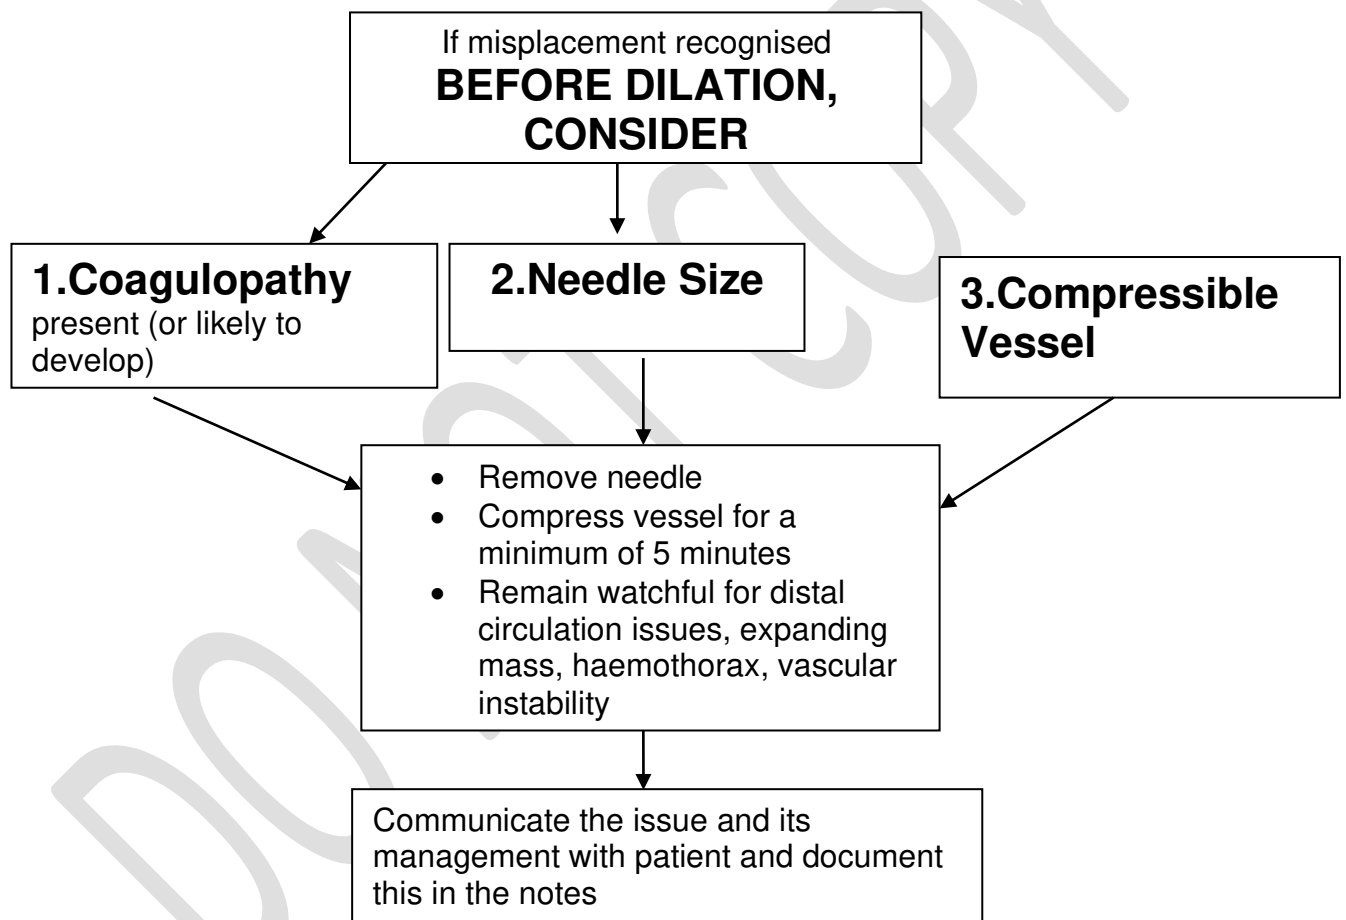 If misplacement recognised
BEFORE DILATION,
CONSIDER
1.Coagulopathy
present (or likely to
develop)
2.Needle Size
3.Compressible
Vessel
• Remove needle
• Compress vessel for a
minimum of 5 minutes
• Remain watchful for distal
circulation issues, expanding
mass, haemothorax, vascular
instability
Communicate the issue and its
management with patient and document
this in the notes
DO NOT COPY